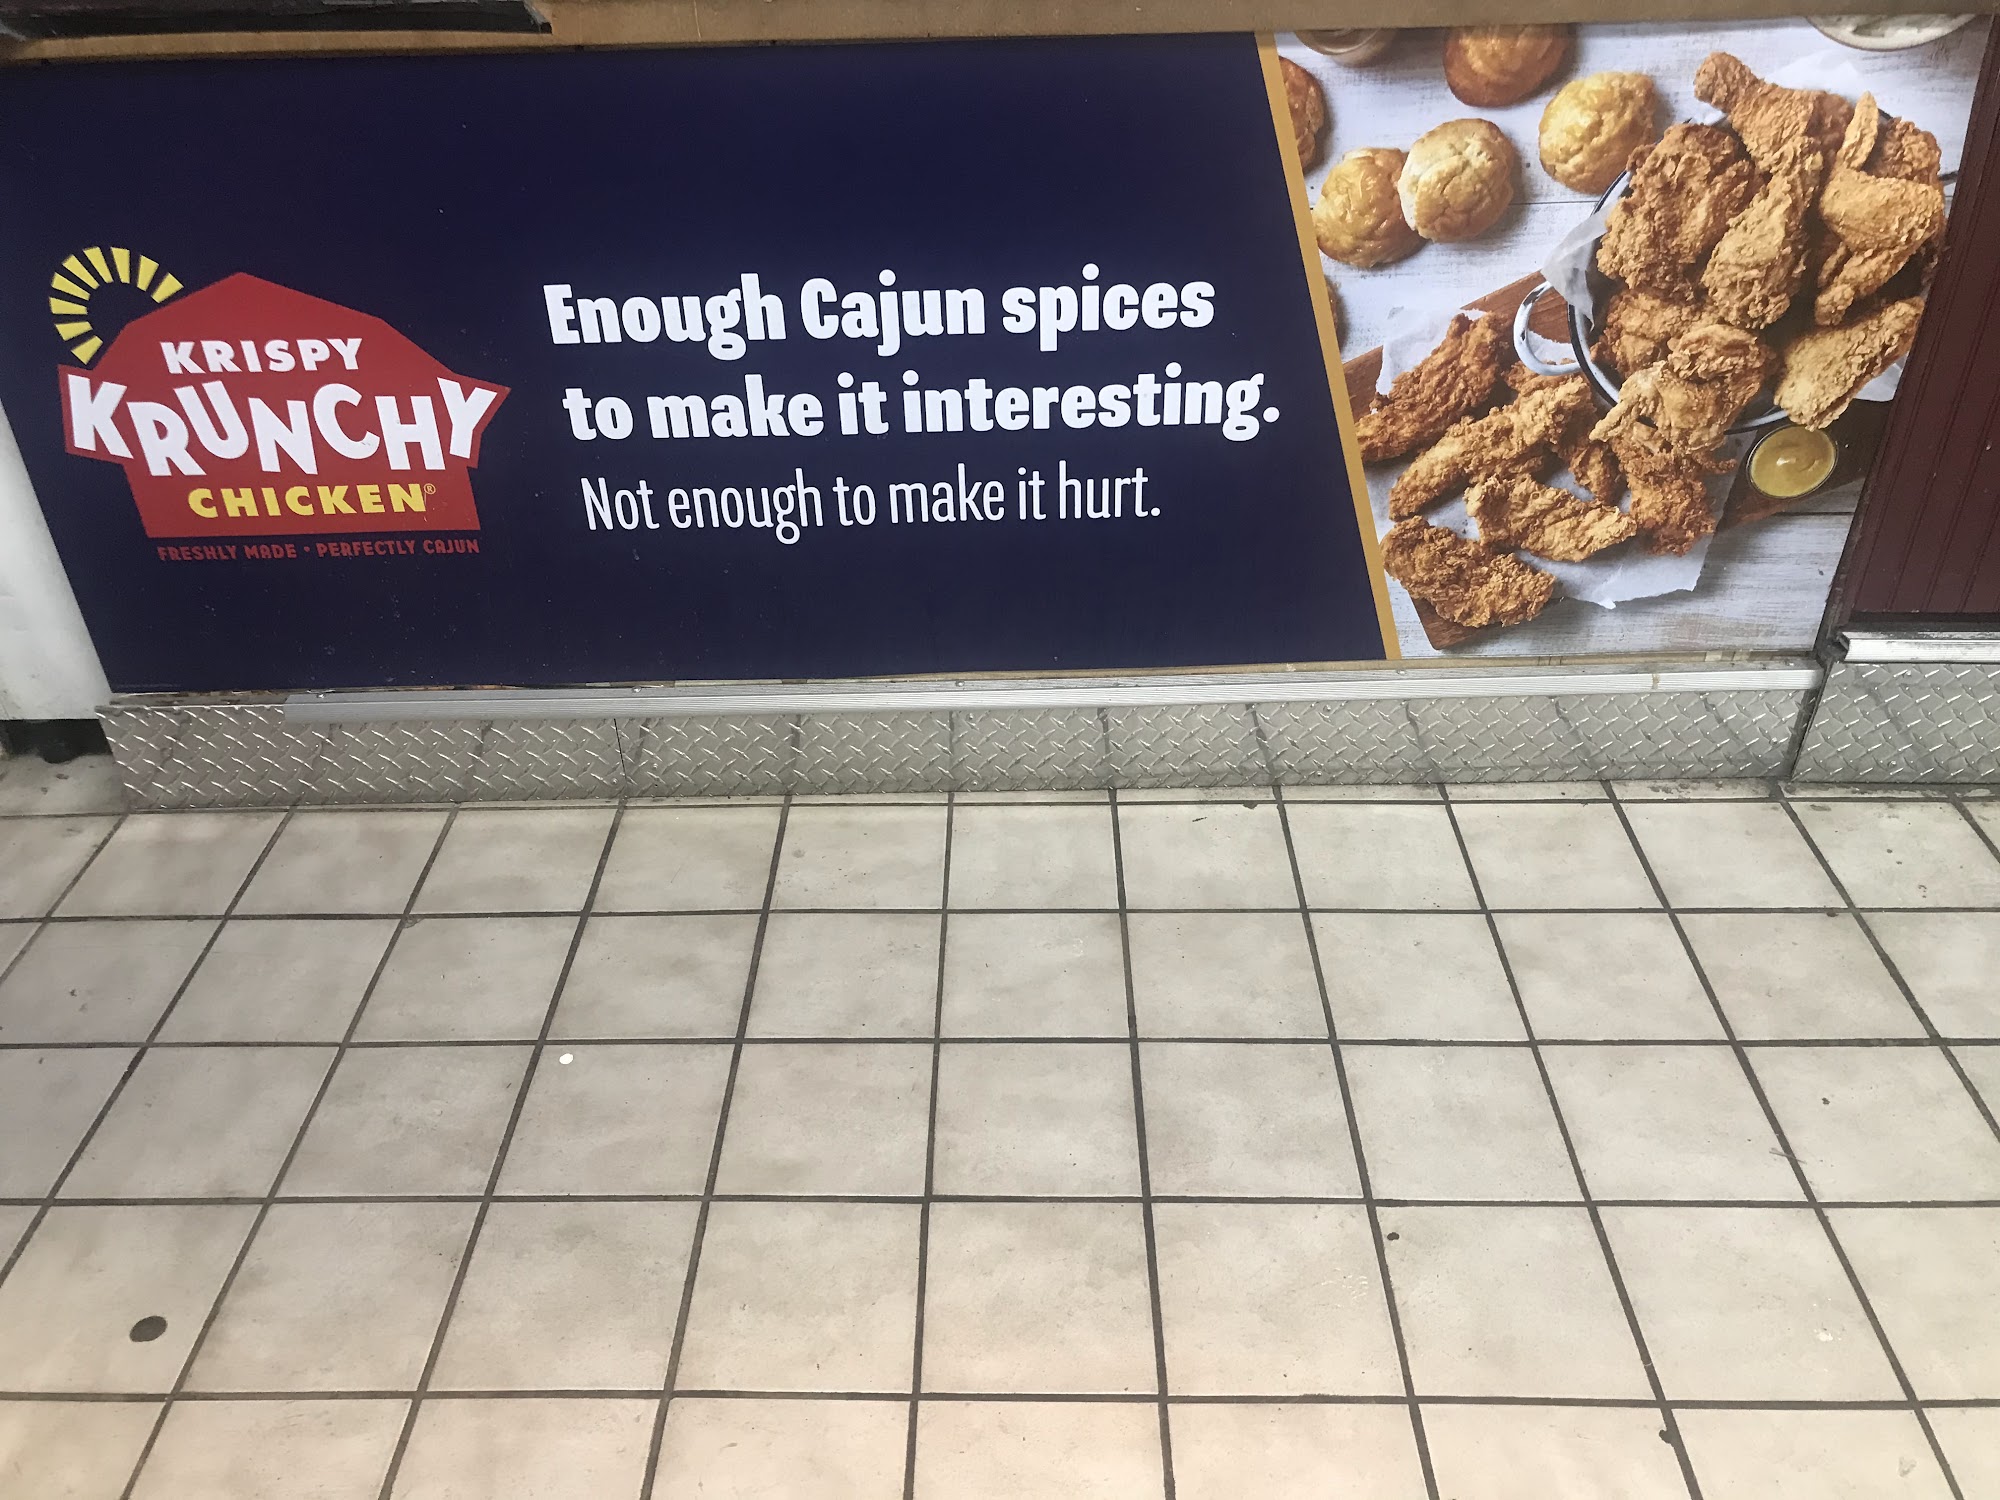 KRISPY
KRUNCHY
CHICKEN®
FRESHLY MADE • PERFECTLY CAJUN
Enough Cajun spices
to make it interesting.
Not enough to make it hurt.